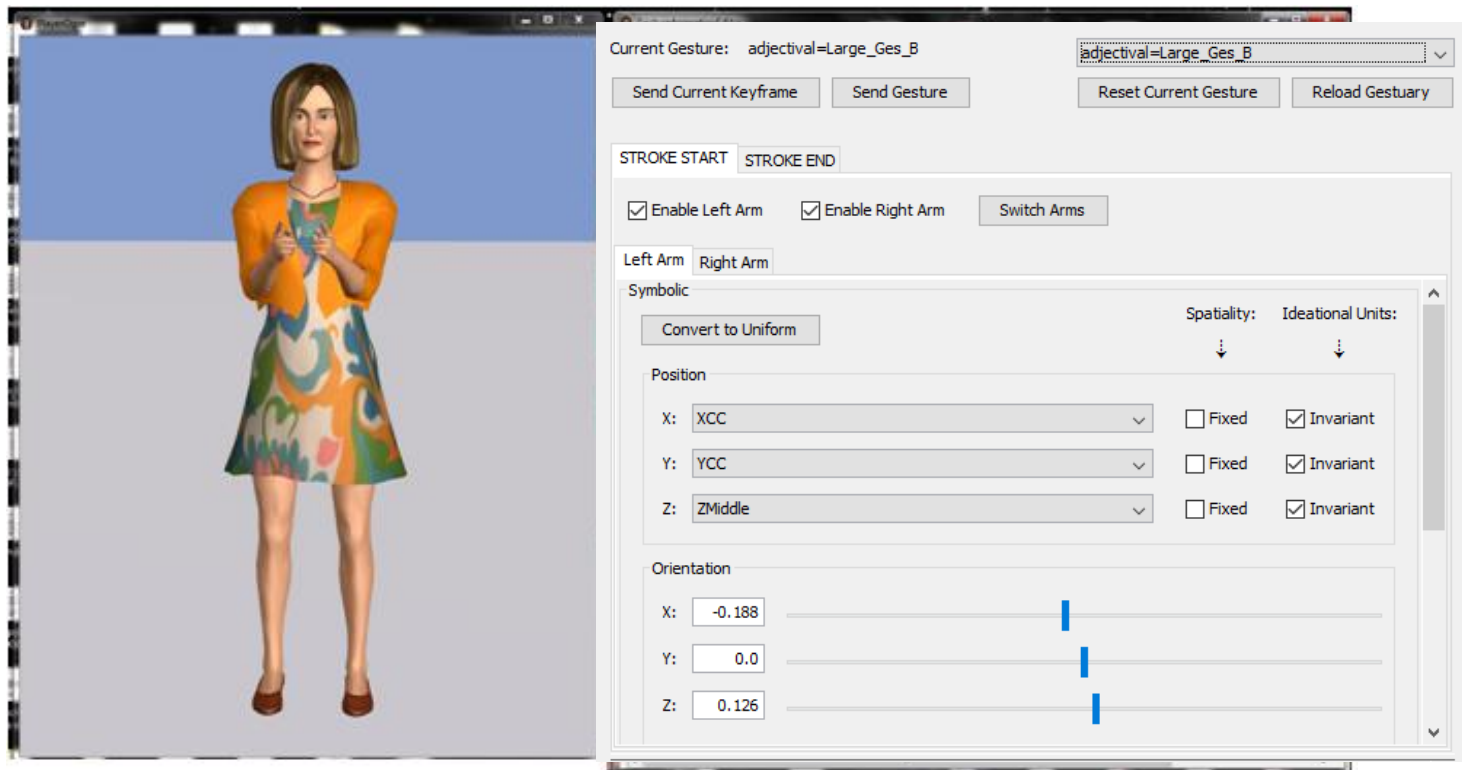 Current Gesture: adjectival=Large_Ges_B
adjectival=Large_Ges_B
Send Current Keyframe Send Gesture Reset Current Gesture Reload Gestuary
STROKE START STROKE END
Enable Left Arm Enable Right Arm Switch Arms
Left Arm Right Arm
Symbolic
Convert to Uniform
Spatiality: Ideational Units:
Position
X: XCC Fixed Invariant
Y: YCC Fixed Invariant
Z: ZMiddle Fixed Invariant
Orientation
X: -0.188
Y: 0.0
Z: 0.126